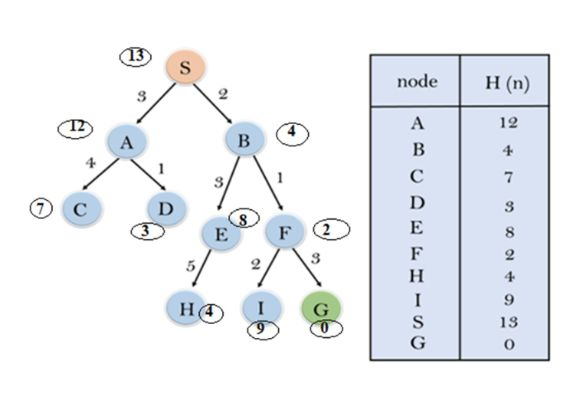 13
S
3
2
12
A
B
4
4
1
3
1
7
C
D
3
E
8
F
2
5
2
3
H
4
I
9
G
0
node H (n)
A 12
B 4
C 7
D 3
E 8
F 2
H 4
I 9
S 13
G 0